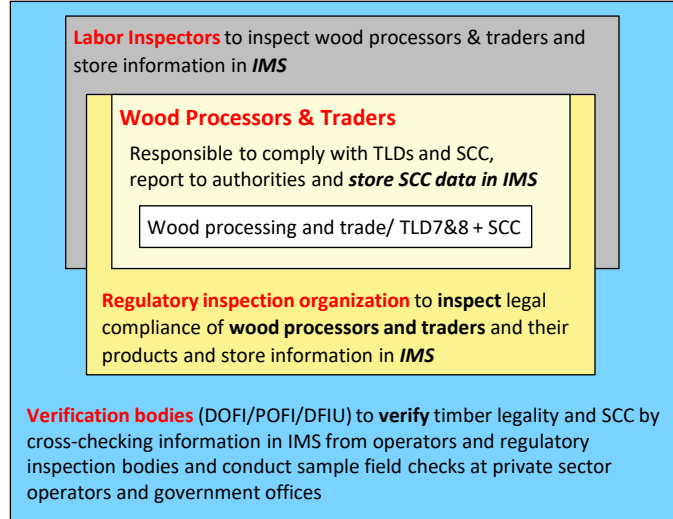 Labor Inspectors to inspect wood processors & traders and
store information in IMS
Wood Processors & Traders
Responsible to comply with TLDs and SCC,
report to authorities and store SCC data in IMS
Wood processing and trade/ TLD7&8 + SCC
Regulatory inspection organization to inspect legal
compliance of wood processors and traders and their
products and store information in IMS
Verification bodies (DOFI/POFI/DFIU) to verify timber legality and SCC by
cross-checking information in IMS from operators and regulatory
inspection bodies and conduct sample field checks at private sector
operators and government offices